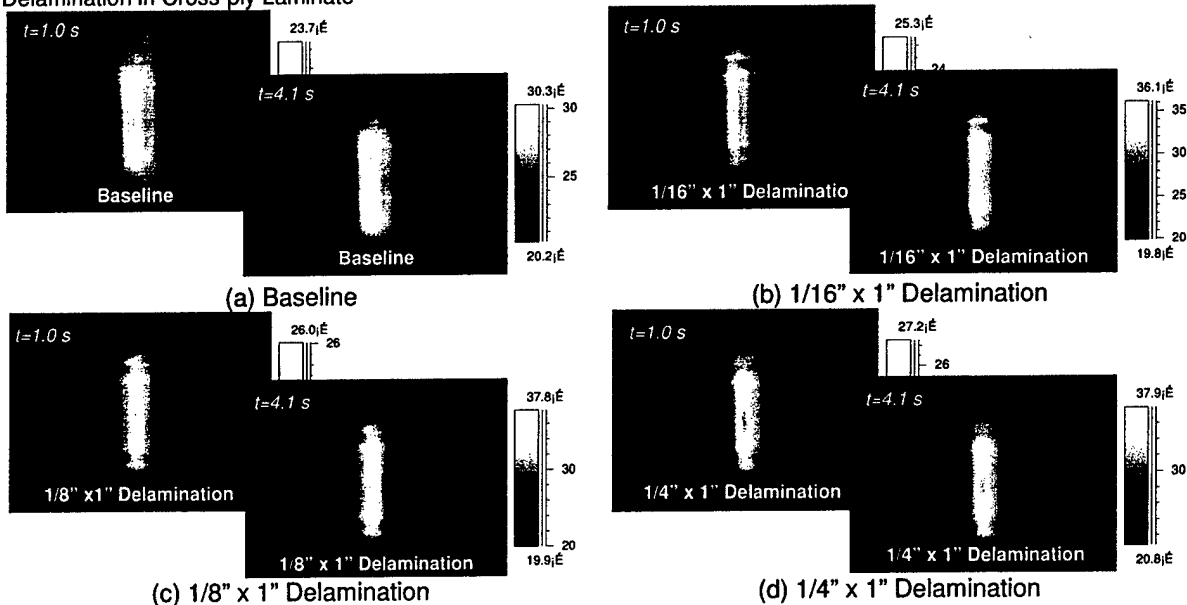 Delamination in Cross-ply Laminate
t=1.0 s
23.7¡É
Baseline
t=4.1 s
30.3¡É
30
25
20.2¡É
Baseline
(a) Baseline
t=1.0 s
25.3¡É
24
1/16” x 1” Delaminatio
t=4.1 s
36.1¡É
35
30
25
20
19.8¡É
1/16” x 1” Delamination
(b) 1/16” x 1” Delamination
t=1.0 s
26.0¡É
26
1/8” x1” Delamination
t=4.1 s
37.8¡É
30
20
19.9¡É
1/8” x 1” Delamination
(c) 1/8” x 1” Delamination
t=1.0 s
27.2¡É
26
1/4” x 1” Delamination
t=4.1 s
37.9¡É
30
20.8¡É
1/4” x 1” Delamination
(d) 1/4” x 1” Delamination